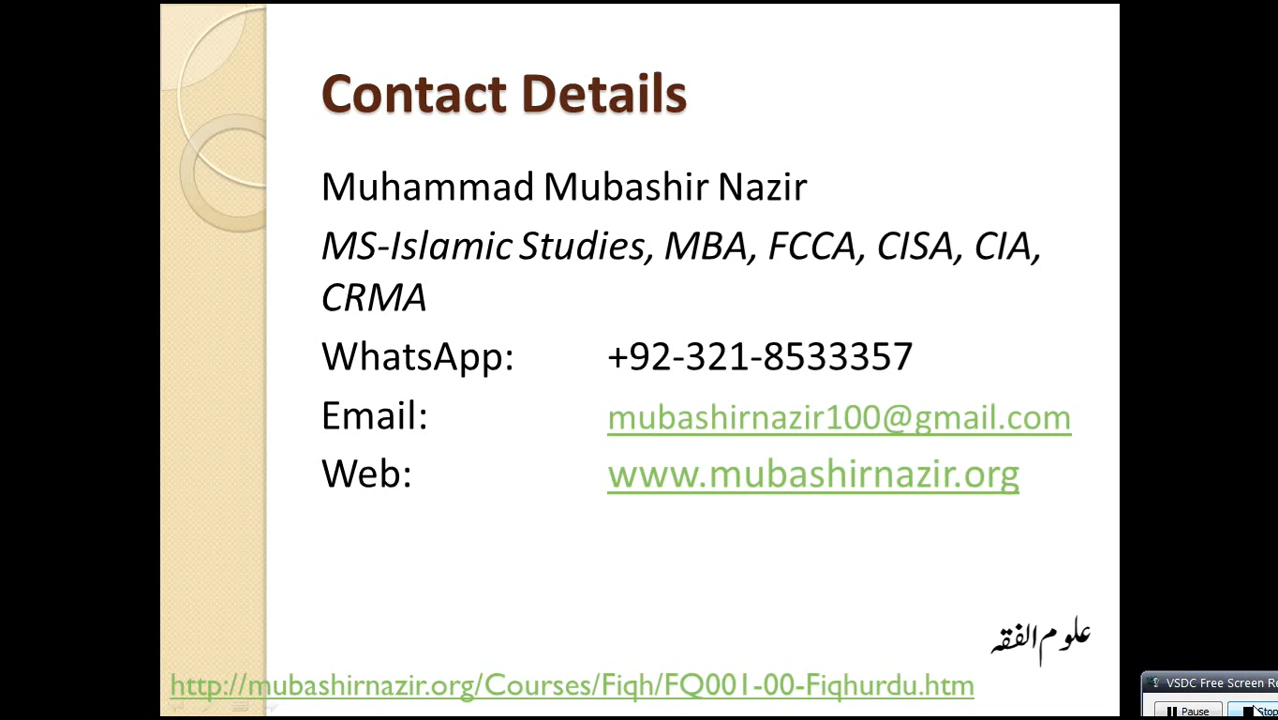 Contact Details
Muhammad Mubashir Nazir
MS-Islamic Studies, MBA, FCCA, CISA, CIA,
CRMA
WhatsApp: +92-321-8533357
Email: mubashirnazir100@gmail.com
Web: www.mubashirnazir.org
علوم الفقہ
http://mubashirnazir.org/Courses/Fiqh/FQ001-00-Fiqhurdu.htm
VSDC Free Screen Re
Pause Stop